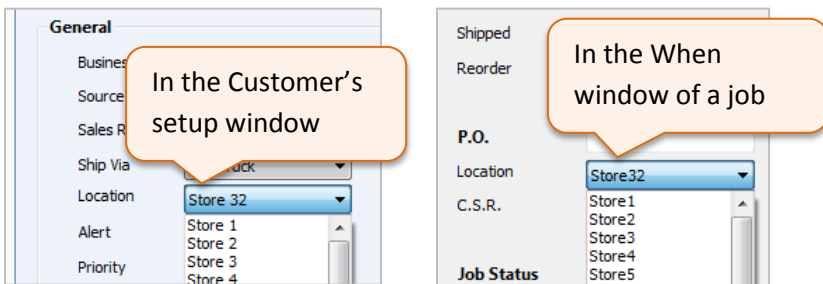 General
Busines
Source
Sales R
Ship Via
Location
Store 32
Alert
Store 1
Store 2
Store 3
Priority
Store 4
In the Customer’s
setup window
Shipped
Reorder
P.O.
Location
Store32
C.S.R.
Store1
Store2
Store3
Store4
Job Status
Store5
In the When
window of a job